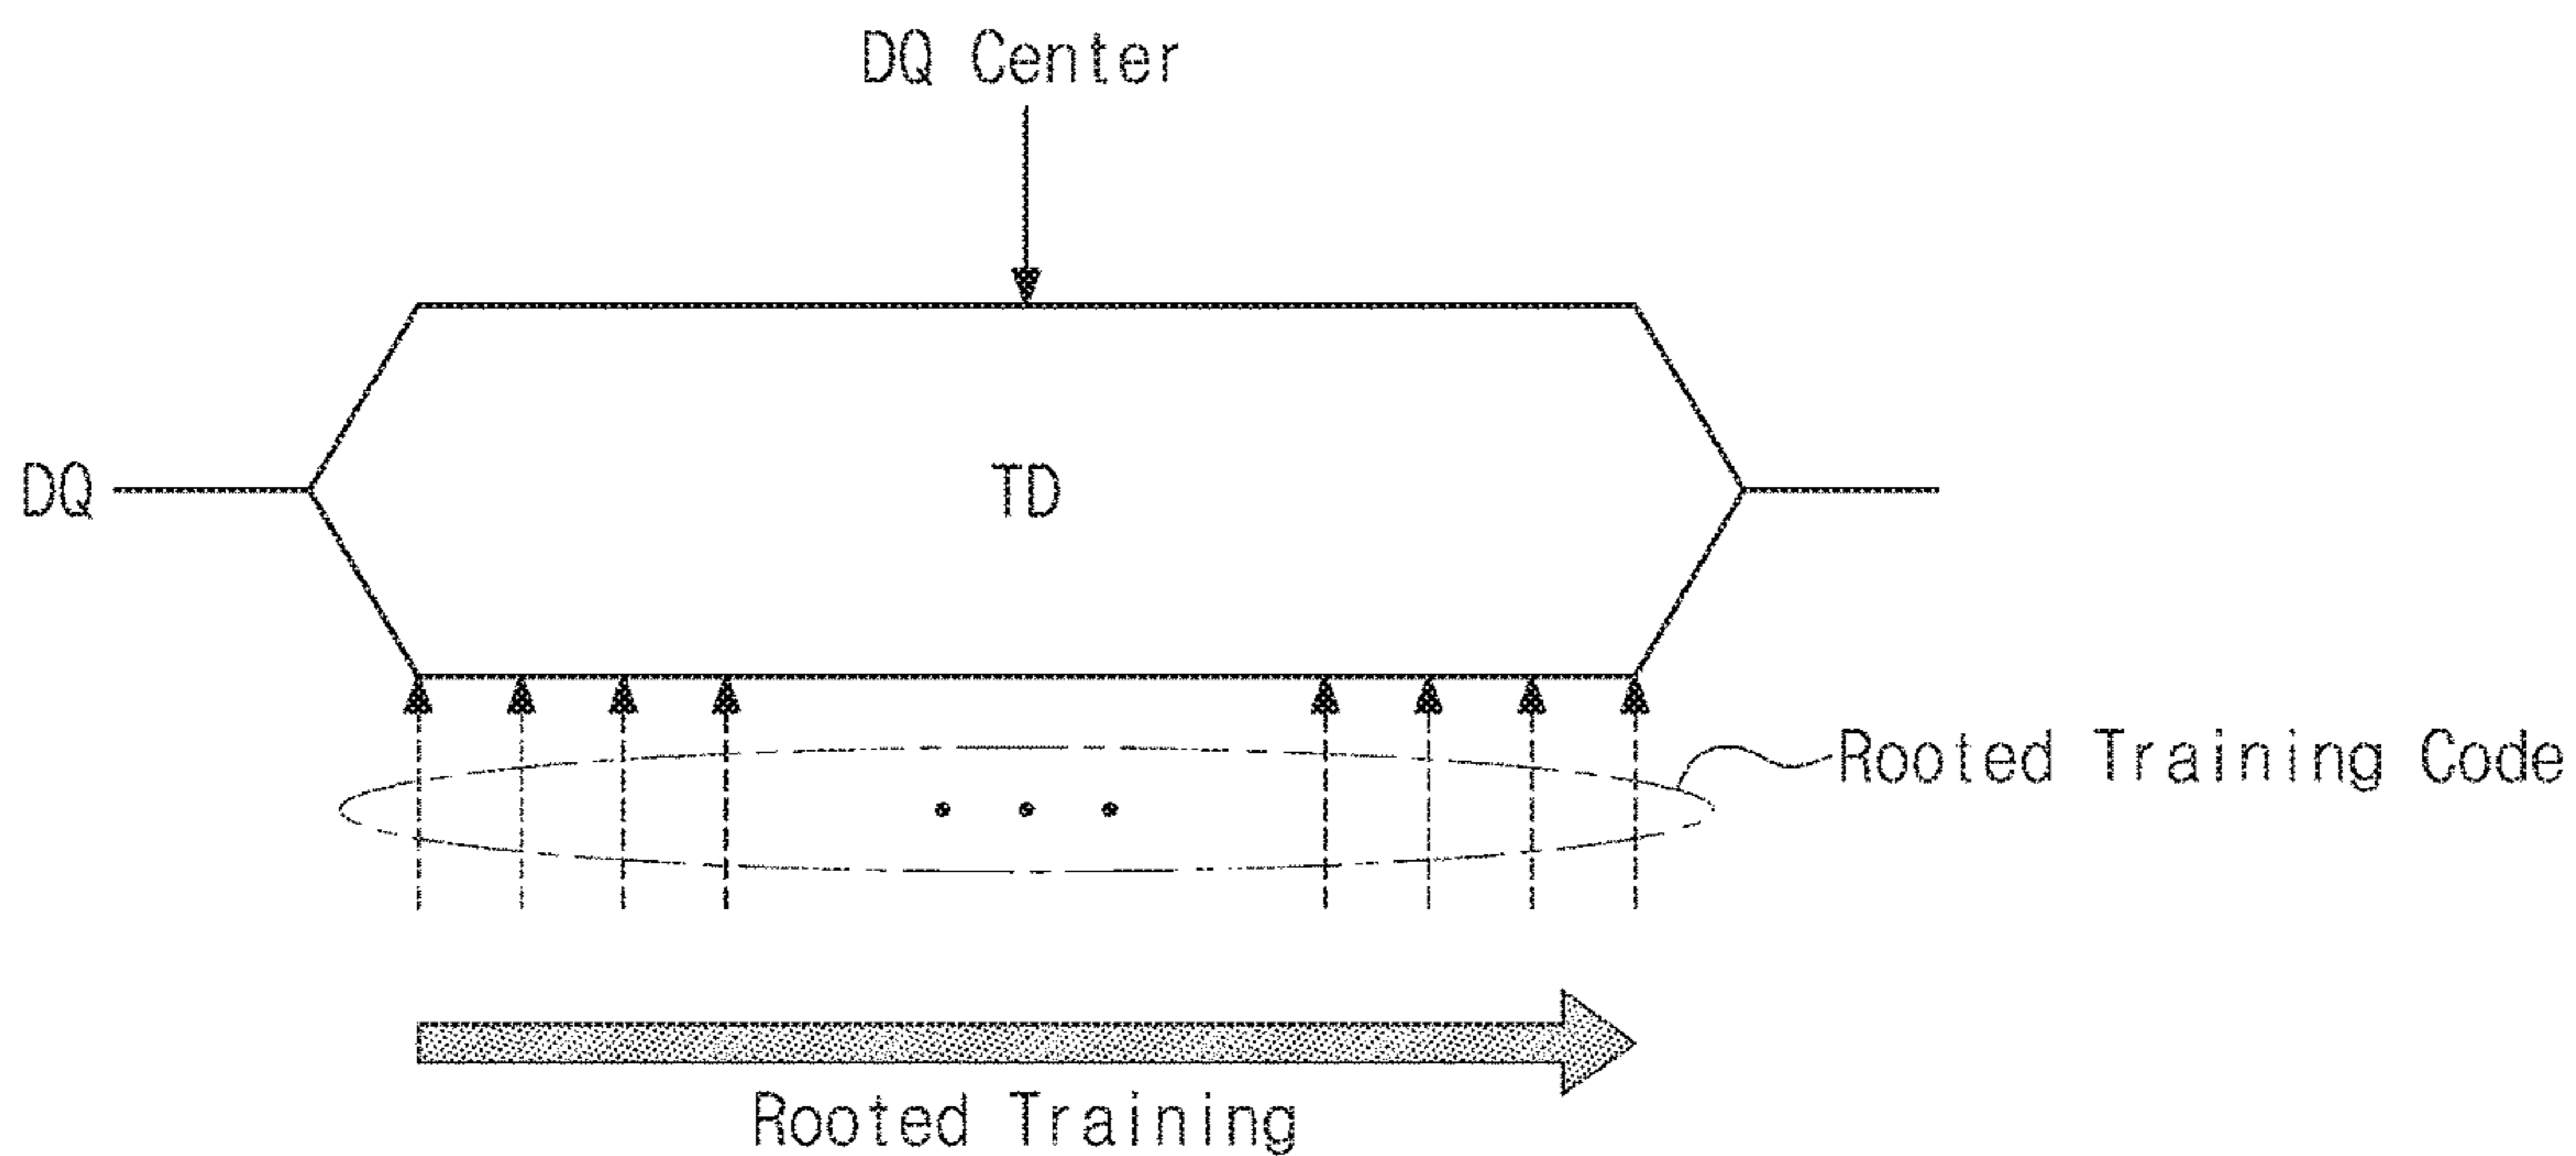 DQ Center
DQ
TD
Rooted Training Code
Rooted Training